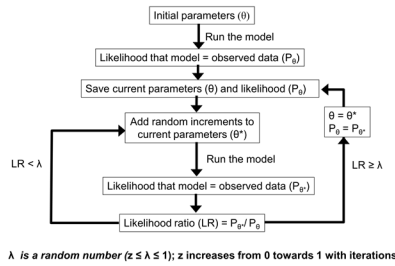 Initial parameters (θ)
Run the model
Likelihood that model = observed data (Pθ)
Save current parameters (θ) and likelihood (Pθ)
Add random increments to
current parameters (θ*)
θ = θ*
Pθ = Pθ*
LR < λ
Run the model
LR ≥ λ
Likelihood that model = observed data (Pθ*)
Likelihood ratio (LR) = Pθ*/ Pθ
λ is a random number (z ≤ λ ≤ 1); z increases from 0 towards 1 with iterations